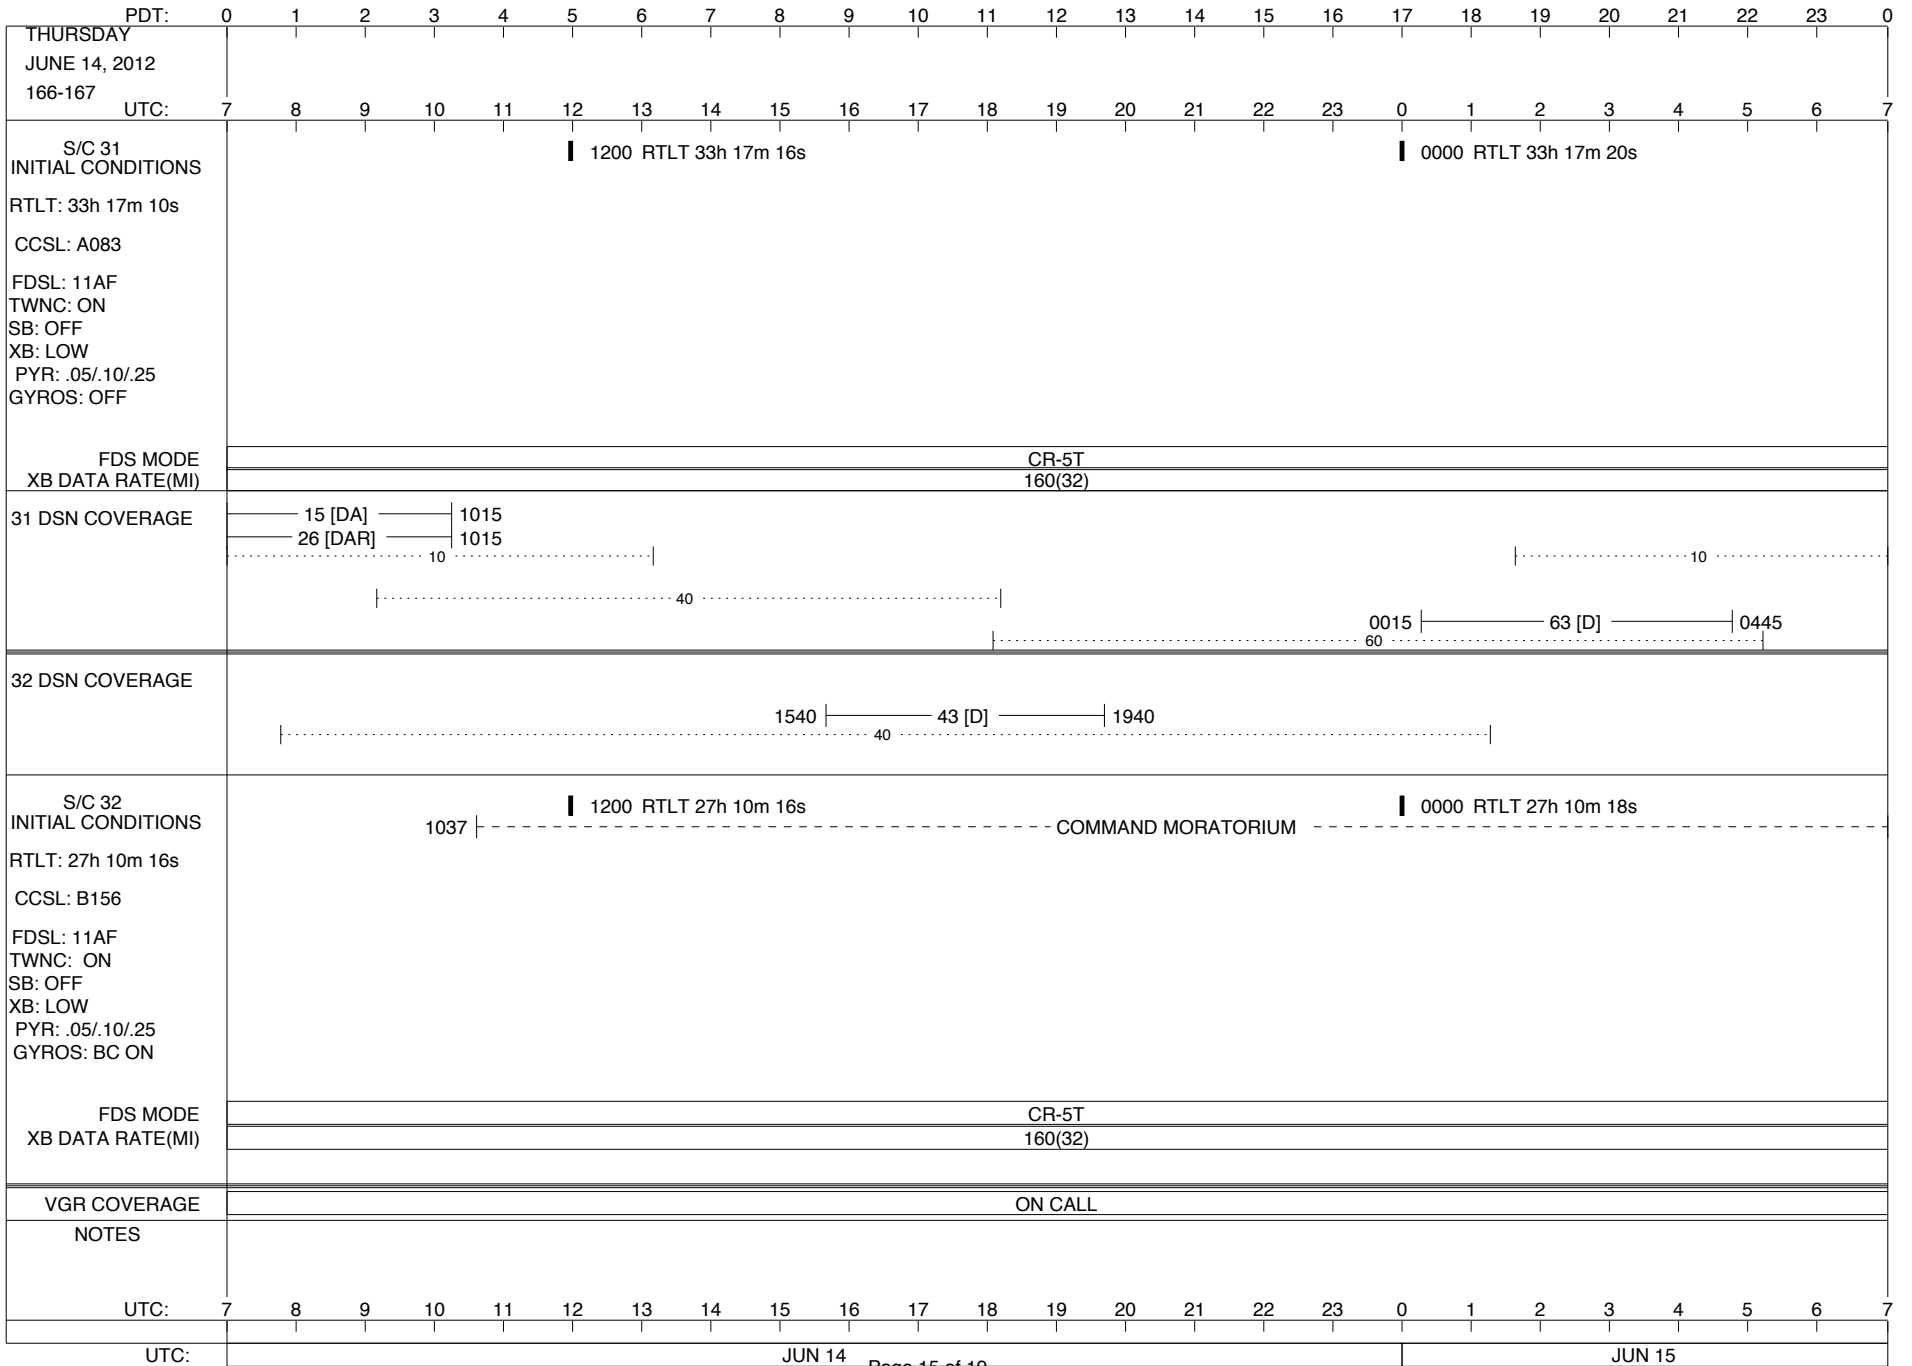 PDT: 0 1 2 3 4 5 6 7 8 9 10 11 12 13 14 15 16 17 18 19 20 21 22 23 0
THURSDAY
JUNE 14, 2012
166-167
UTC: 7 8 9 10 11 12 13 14 15 16 17 18 19 20 21 22 23 0 1 2 3 4 5 6 7
S/C 31
INITIAL CONDITIONS
1200 RTLT 33h 17m 16s
0000 RTLT 33h 17m 20s
RTLT: 33h 17m 10s
CCSL: A083
FDSL: 11AF
TWNC: ON
SB: OFF
XB: LOW
PYR: .05/.10/.25
GYROS: OFF
FDS MODE CR-5T
XB DATA RATE(MI) 160(32)
31 DSN COVERAGE
15 [DA] 1015
26 [DAR] 1015
10 10
40
0015 63 [D] 0445
60
32 DSN COVERAGE
1540 43 [D] 1940
40
S/C 32
INITIAL CONDITIONS
1200 RTLT 27h 10m 16s
0000 RTLT 27h 10m 18s
1037 COMMAND MORATORIUM
RTLT: 27h 10m 16s
CCSL: B156
FDSL: 11AF
TWNC: ON
SB: OFF
XB: LOW
PYR: .05/.10/.25
GYROS: BC ON
FDS MODE CR-5T
XB DATA RATE(MI) 160(32)
VGR COVERAGE ON CALL
NOTES
UTC: 7 8 9 10 11 12 13 14 15 16 17 18 19 20 21 22 23 0 1 2 3 4 5 6 7
UTC: JUN 14 JUN 15
Page 15 of 19